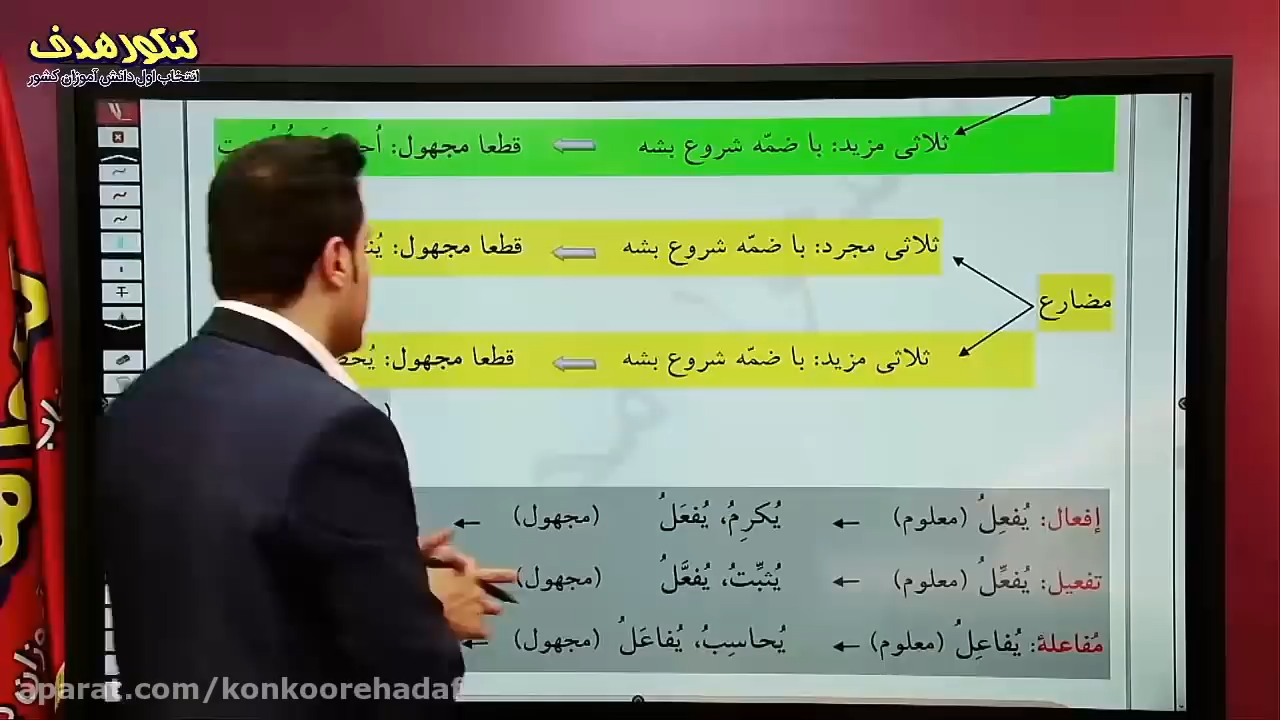 کنکور هدف
انتخاب اول دانش آموزان کشور
ثلاثی مزید: با ضمّه شروع بشه قطعا مجهول:
ثلاثی مجرد: با ضمّه شروع بشه قطعا مجهول:
مضارع
ثلاثی مزید: با ضمّه شروع بشه قطعا مجهول:
إفعال: يُفعِلُ (معلوم) ← يُكرِمُ، يُفعَلُ (مجهول) ←
تفعيل: يُفعِّلُ (معلوم) ← يُثبِّتُ، يُفعَّلُ (مجهول)
مُفاعلة: يُفاعِلُ (معلوم) ← يُحاسِبُ، يُفاعَلُ (مجهول) ←
aparat.com/konkoorehadaf